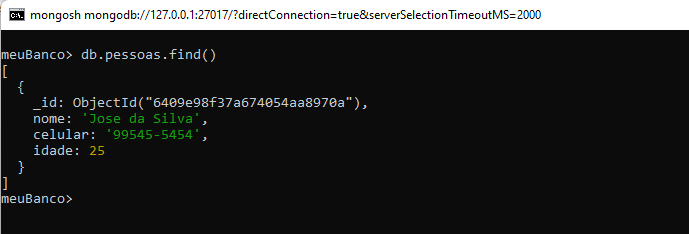 mongosh mongodb://127.0.0.1:27017/?directConnection=true&serverSelectionTimeoutMS=2000
meuBanco> db.pessoas.find()
[
  {
    _id: ObjectId("6409e98f37a674054aa8970a"),
    nome: 'Jose da Silva',
    celular: '99545-5454',
    idade: 25
  }
]
meuBanco>